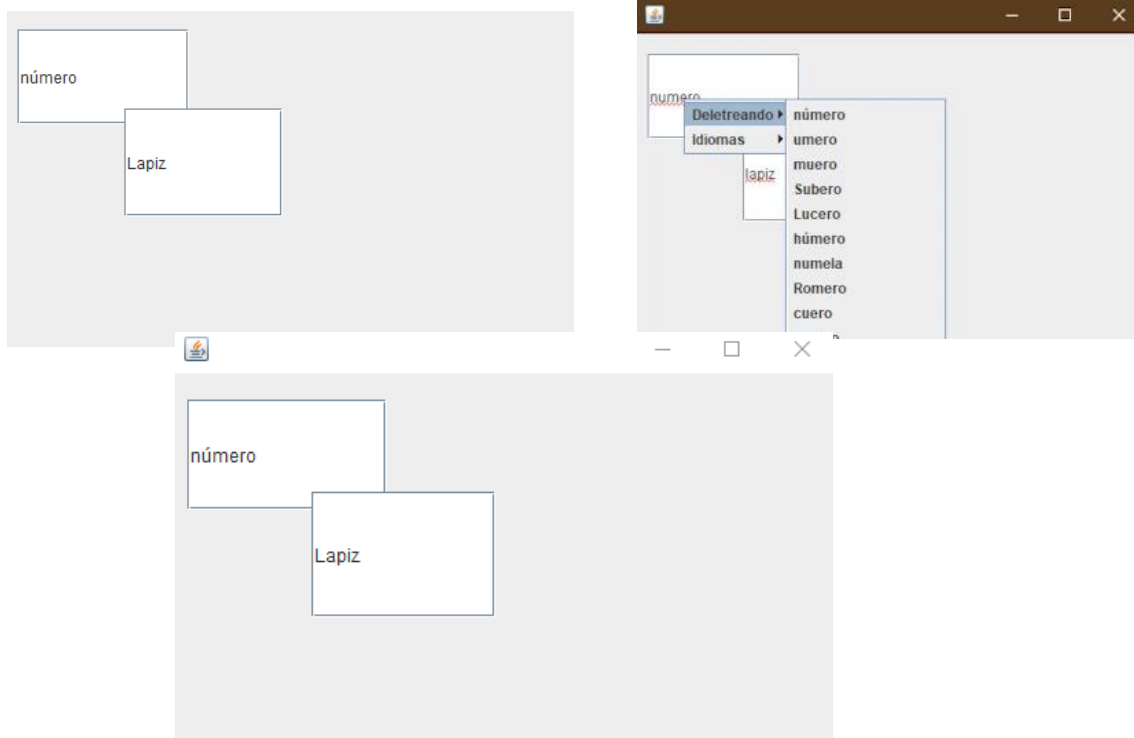 número
Lapiz
numero
Deletreando
Idiomas
número
umero
muero
Subero
Lucero
húmero
numela
Romero
cuero
lapiz
número
Lapiz